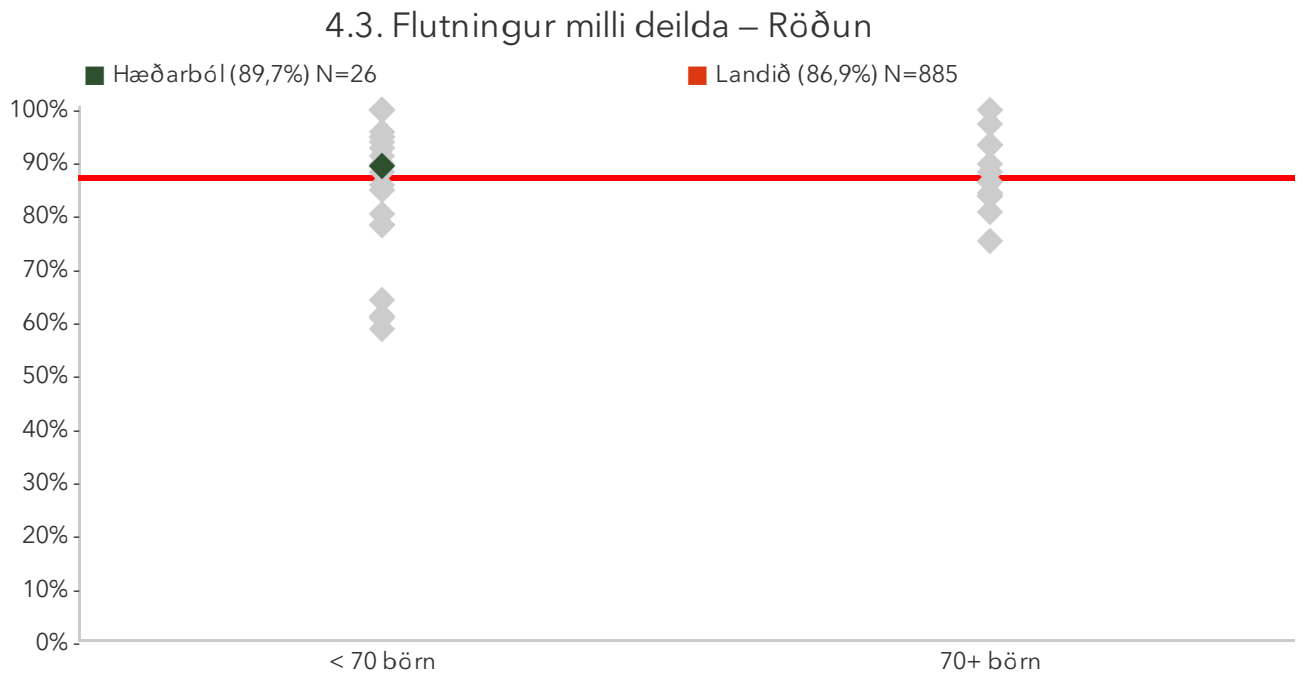 4.3. Flutningur milli deilda – Röðun
Hæðarból (89,7%) N=26
Landið (86,9%) N=885
100%
90%
80%
70%
60%
50%
40%
30%
20%
10%
0%
< 70 börn
70+ börn